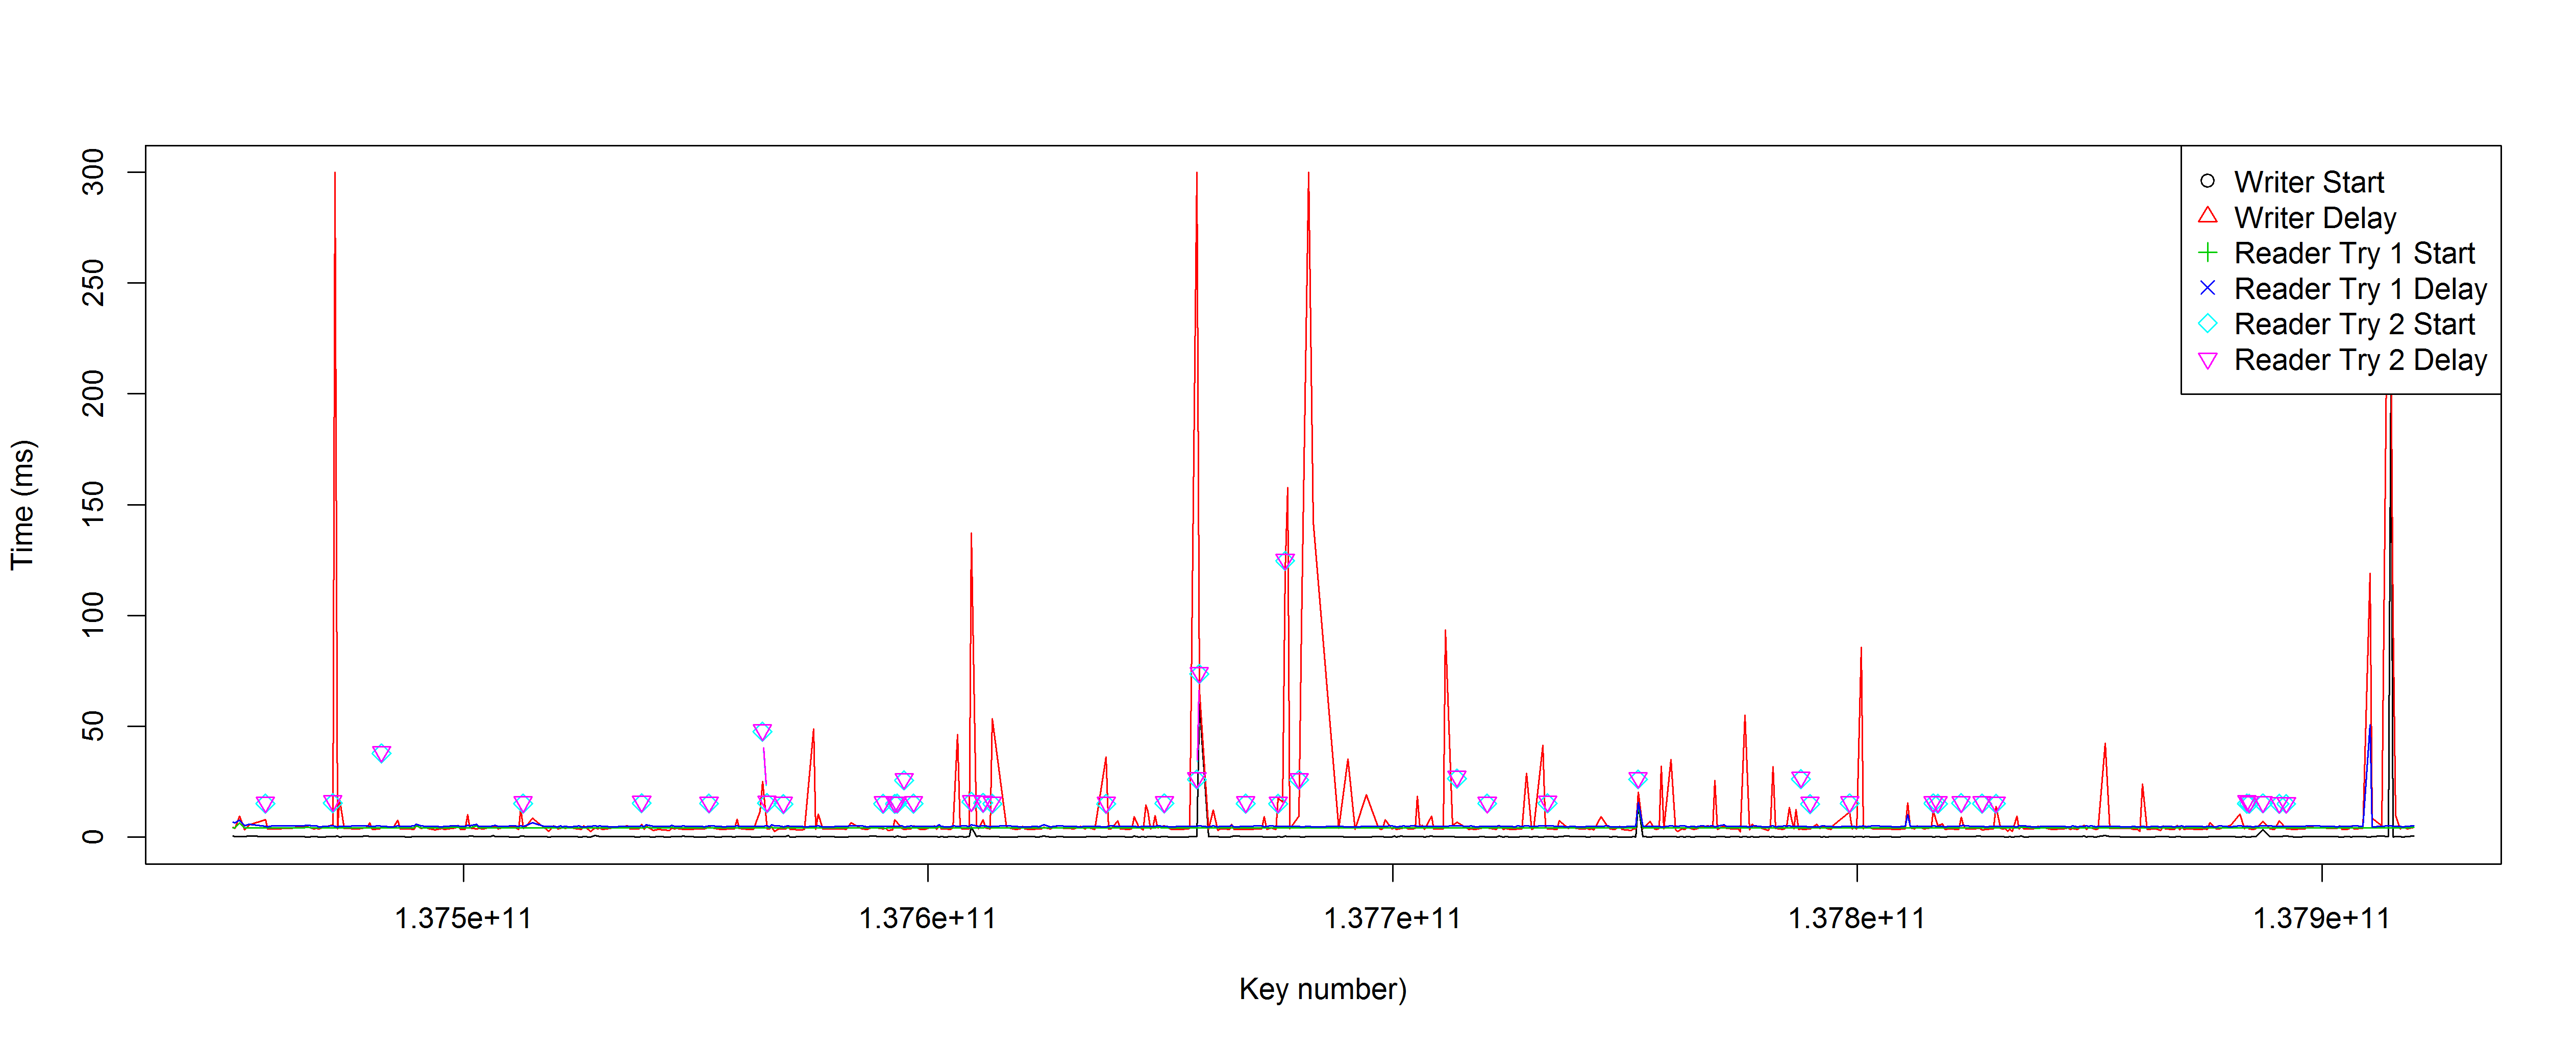 300
250
200
150
100
50
0
Time (ms)
Writer Start
Writer Delay
Reader Try 1 Start
Reader Try 1 Delay
Reader Try 2 Start
Reader Try 2 Delay
1.375e+11 1.376e+11 1.377e+11 1.378e+11 1.379e+11
Key number)